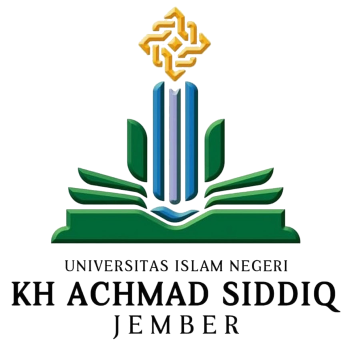 UNIVERSITAS ISLAM NEGERI
KH ACHMAD SIDDIQ
JEMBER